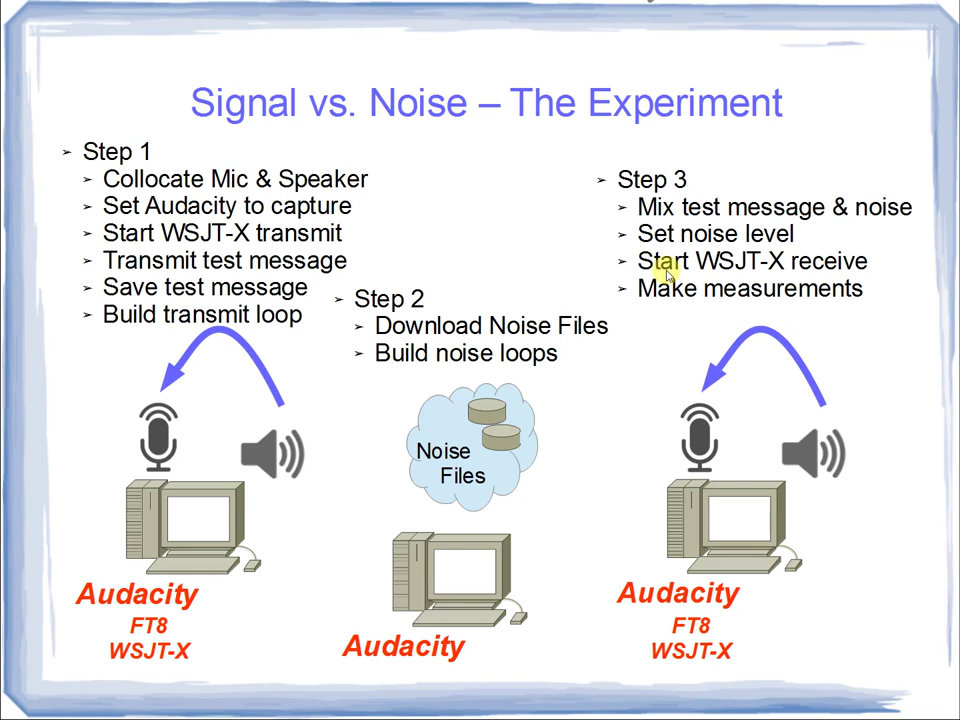 Signal vs. Noise – The Experiment
➢ Step 1
➢ Collocate Mic & Speaker
➢ Set Audacity to capture
➢ Start WSJT-X transmit
➢ Transmit test message
➢ Save test message
➢ Build transmit loop
➢ Step 2
➢ Download Noise Files
➢ Build noise loops
➢ Step 3
➢ Mix test message & noise
➢ Set noise level
➢ Start WSJT-X receive
➢ Make measurements
Noise
Files
Audacity
FT8
WSJT-X
Audacity
Audacity
FT8
WSJT-X